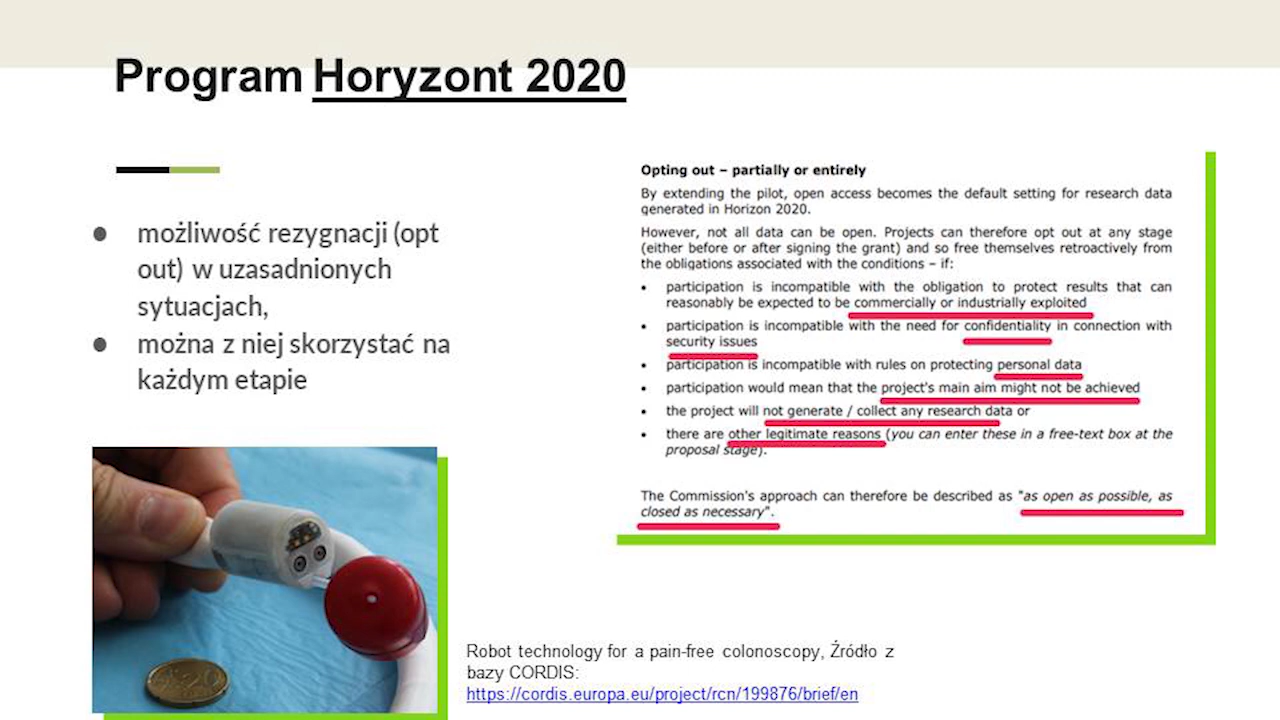 Program Horyzont 2020
● możliwość rezygnacji (opt
out) w uzasadnionych
sytuacjach,
● można z niej skorzystać na
każdym etapie
Opting out – partially or entirely
By extending the pilot, open access becomes the default setting for research data
generated in Horizon 2020.
However, not all data can be open. Projects can therefore opt out at any stage
(either before or after signing the grant) and so free themselves retroactively from
the obligations associated with the conditions – if:
• participation is incompatible with the obligation to protect results that can
reasonably be expected to be commercially or industrially exploited
• participation is incompatible with the need for confidentiality in connection with
security issues
• participation is incompatible with rules on protecting personal data
• participation would mean that the project's main aim might not be achieved
• the project will not generate / collect any research data or
• there are other legitimate reasons (you can enter these in a free-text box at the
proposal stage).
The Commission's approach can therefore be described as "as open as possible, as
closed as necessary".
Robot technology for a pain-free colonoscopy, Źródło z
bazy CORDIS:
https://cordis.europa.eu/project/rcn/199876/brief/en